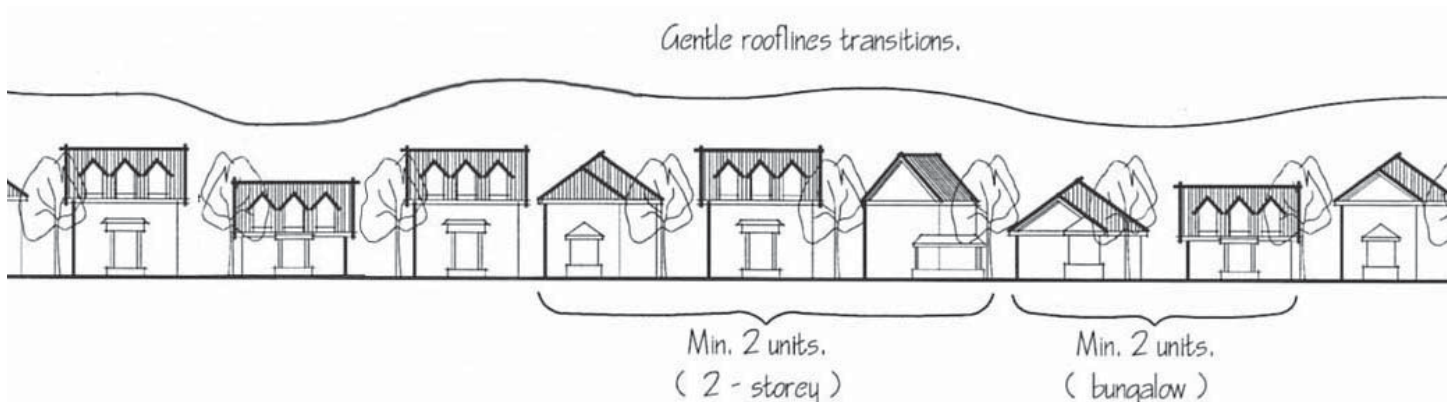 Gentle rooflines transitions.
Min. 2 units.
( 2 - storey )
Min. 2 units.
( bungalow )